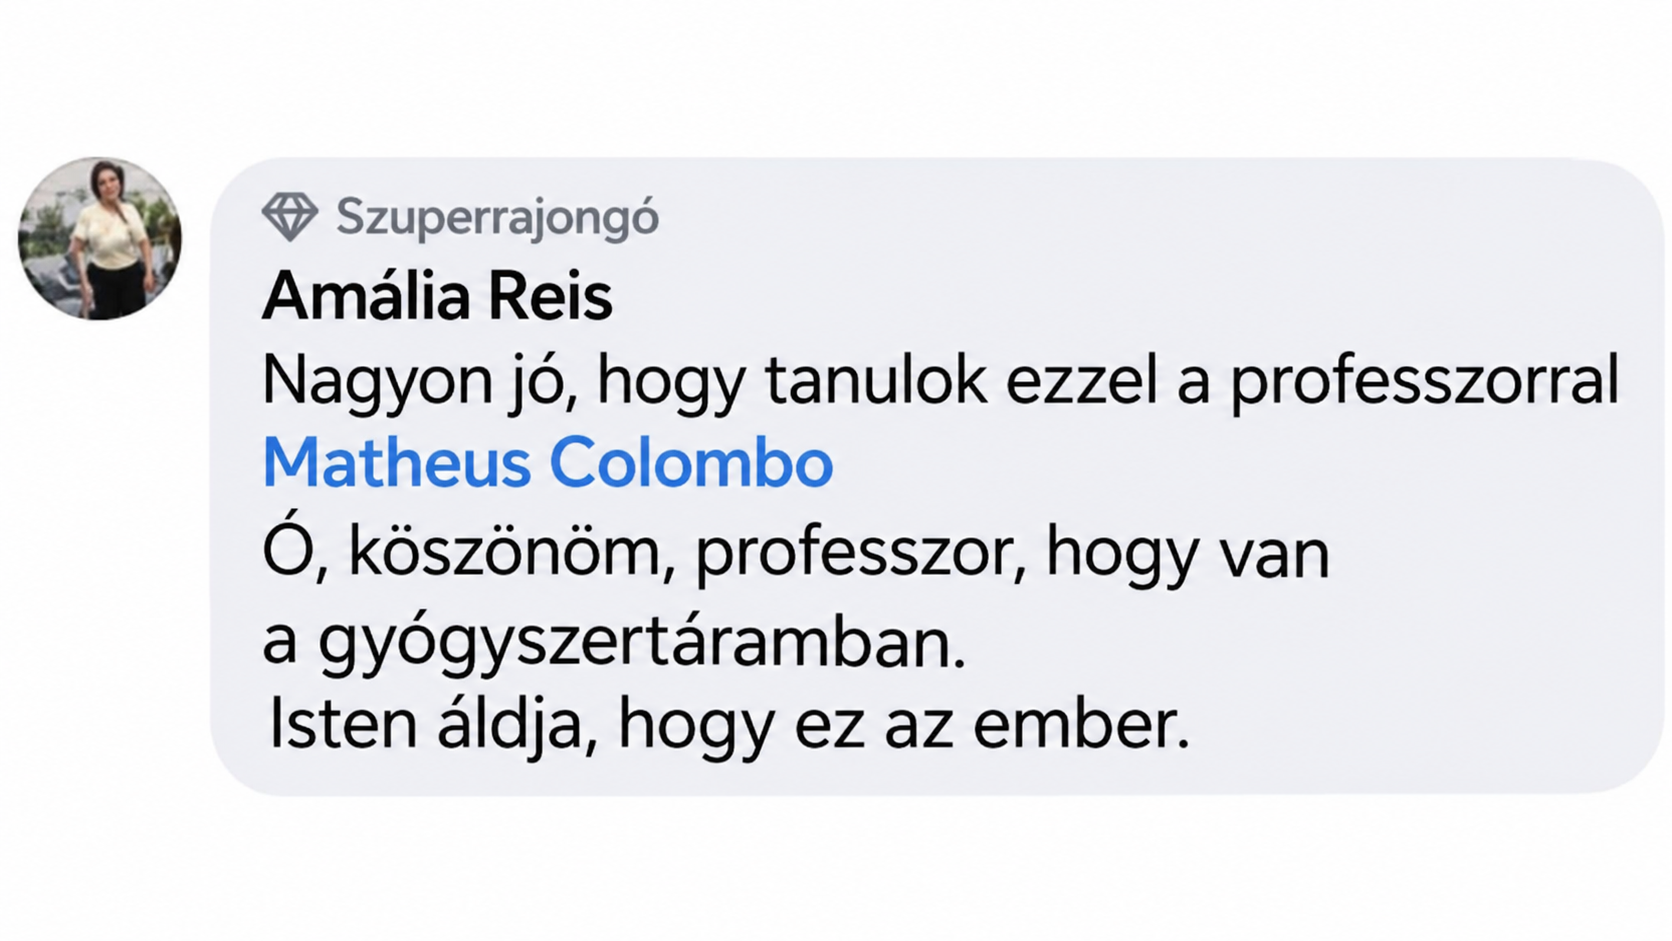 Szuperrajongó
Amália Reis
Nagyon jó, hogy tanulok ezzel a professzorral
Matheus Colombo
Ó, köszönöm, professzor, hogy van
a gyógyszertáramban.
Isten áldja, hogy ez az ember.